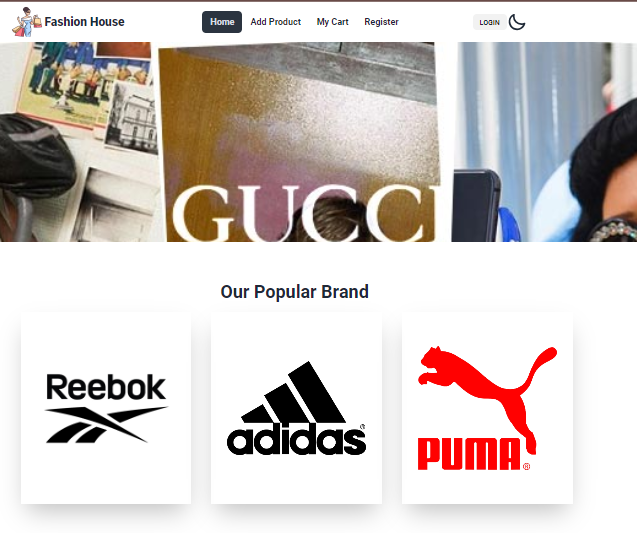 Fashion House
Home Add Product My Cart Register
LOGIN
GUCCI
Our Popular Brand
Reebok
adidas®
PUMA®